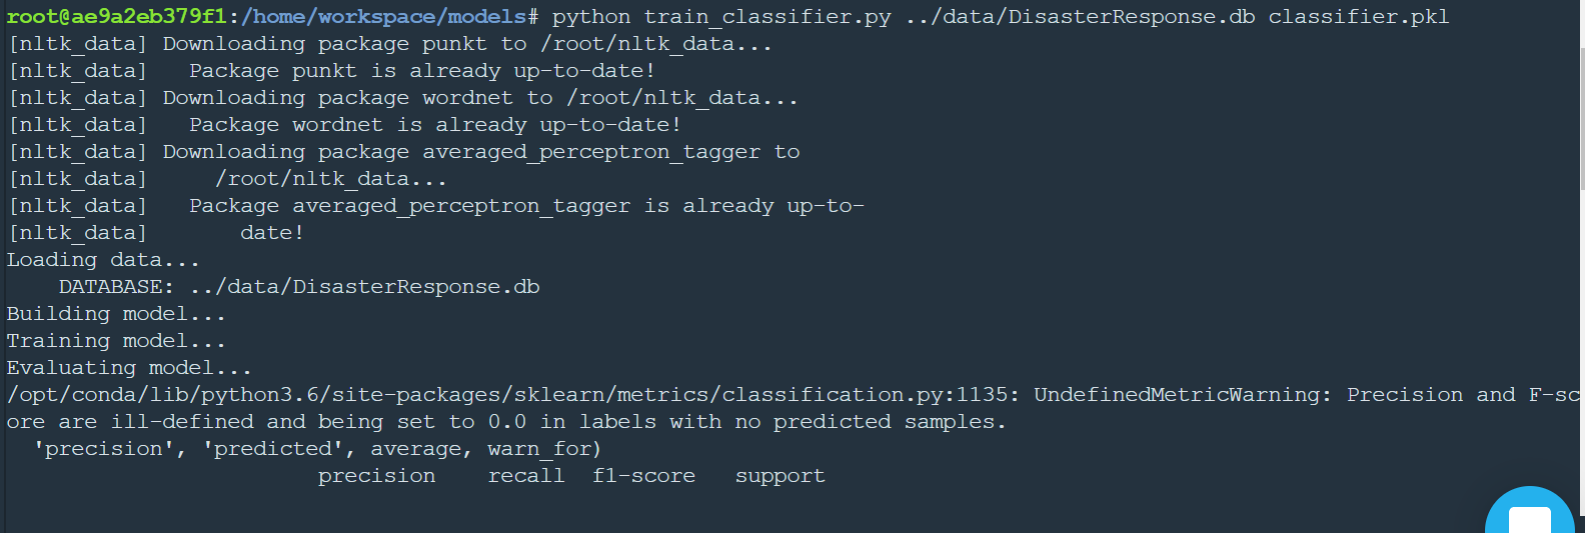 root@ae9a2eb379f1:/home/workspace/models# python train_classifier.py ../data/DisasterResponse.db classifier.pkl
[nltk_data] Downloading package punkt to /root/nltk_data...
[nltk_data]   Package punkt is already up-to-date!
[nltk_data] Downloading package wordnet to /root/nltk_data...
[nltk_data]   Package wordnet is already up-to-date!
[nltk_data] Downloading package averaged_perceptron_tagger to
[nltk_data]     /root/nltk_data...
[nltk_data]   Package averaged_perceptron_tagger is already up-to-
[nltk_data]       date!
Loading data...
    DATABASE: ../data/DisasterResponse.db
Building model...
Training model...
Evaluating model...
/opt/conda/lib/python3.6/site-packages/sklearn/metrics/classification.py:1135: UndefinedMetricWarning: Precision and F-sc
ore are ill-defined and being set to 0.0 in labels with no predicted samples.
  'precision', 'predicted', average, warn_for)
                        precision    recall  f1-score   support